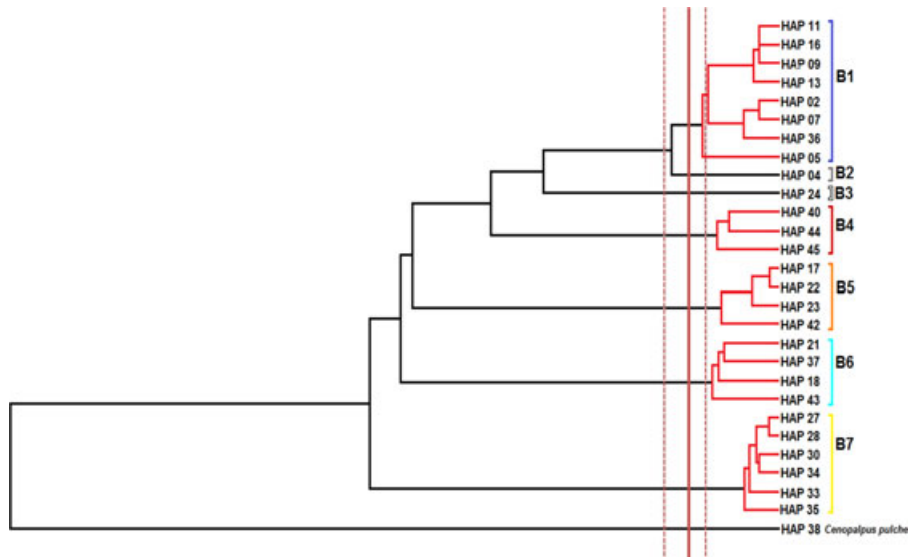 HAP 11
HAP 16
HAP 09
B1
HAP 13
HAP 02
HAP 07
HAP 36
HAP 05
HAP 04 B2
HAP 24 B3
HAP 40
HAP 44 B4
HAP 45
HAP 17
HAP 22 B5
HAP 23
HAP 42
HAP 21
HAP 37 B6
HAP 18
HAP 43
HAP 27
HAP 28 B7
HAP 30
HAP 34
HAP 33
HAP 35
HAP 38 Cenopalpus pulche